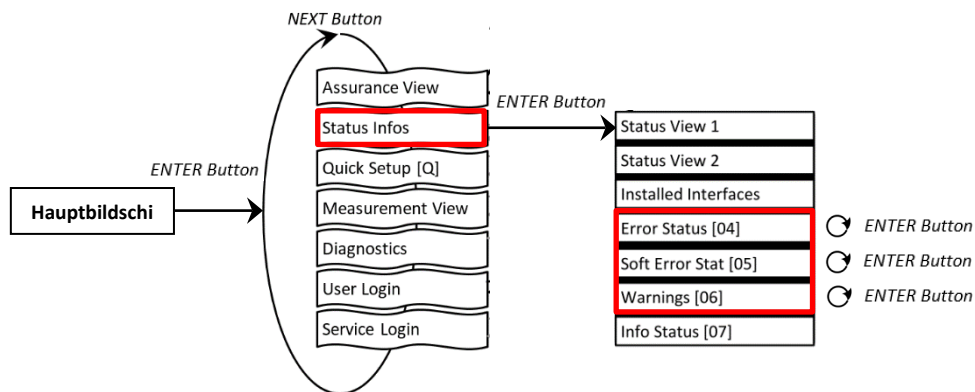 NEXT Button
Assurance View
Status Infos
Quick Setup [Q]
Measurement View
Diagnostics
User Login
Service Login
ENTER Button
Hauptbildschi
ENTER Button
Status View 1
Status View 2
Installed Interfaces
Error Status [04]
Soft Error Stat [05]
Warnings [06]
Info Status [07]
ENTER Button
ENTER Button
ENTER Button